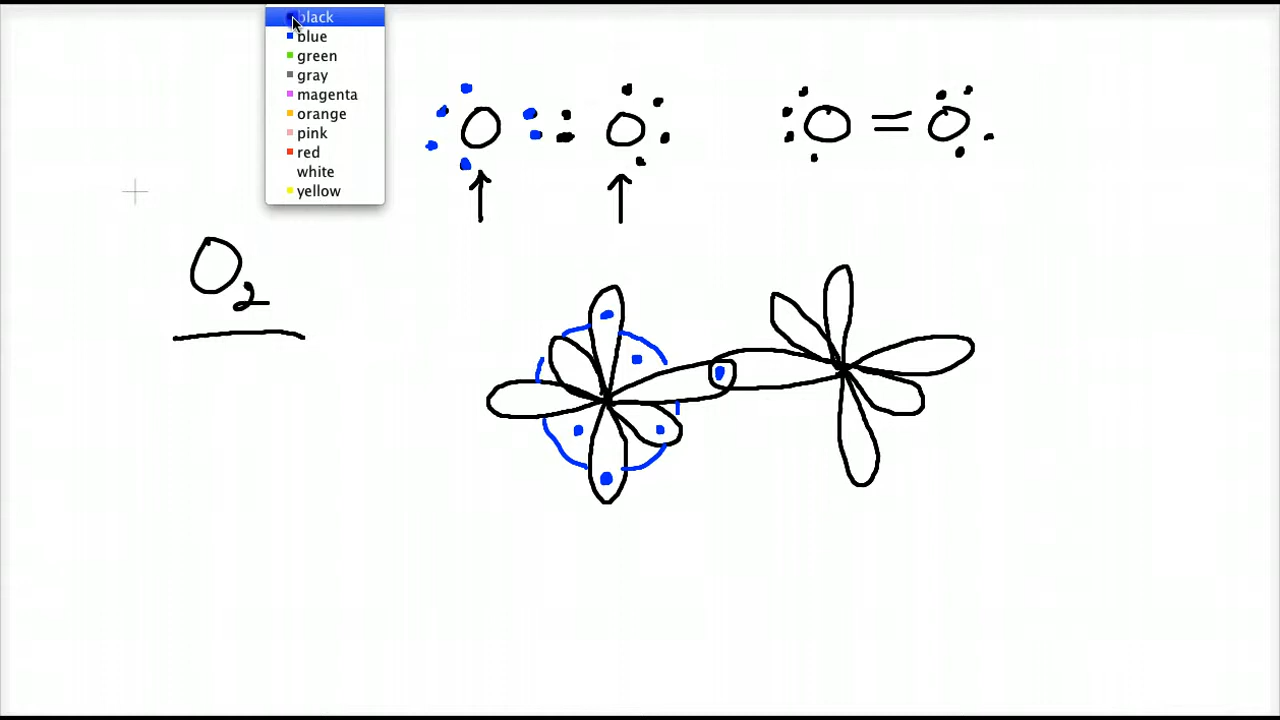 black
blue
green
gray
magenta
orange
pink
red
white
yellow
O : : O
O = O
O₂